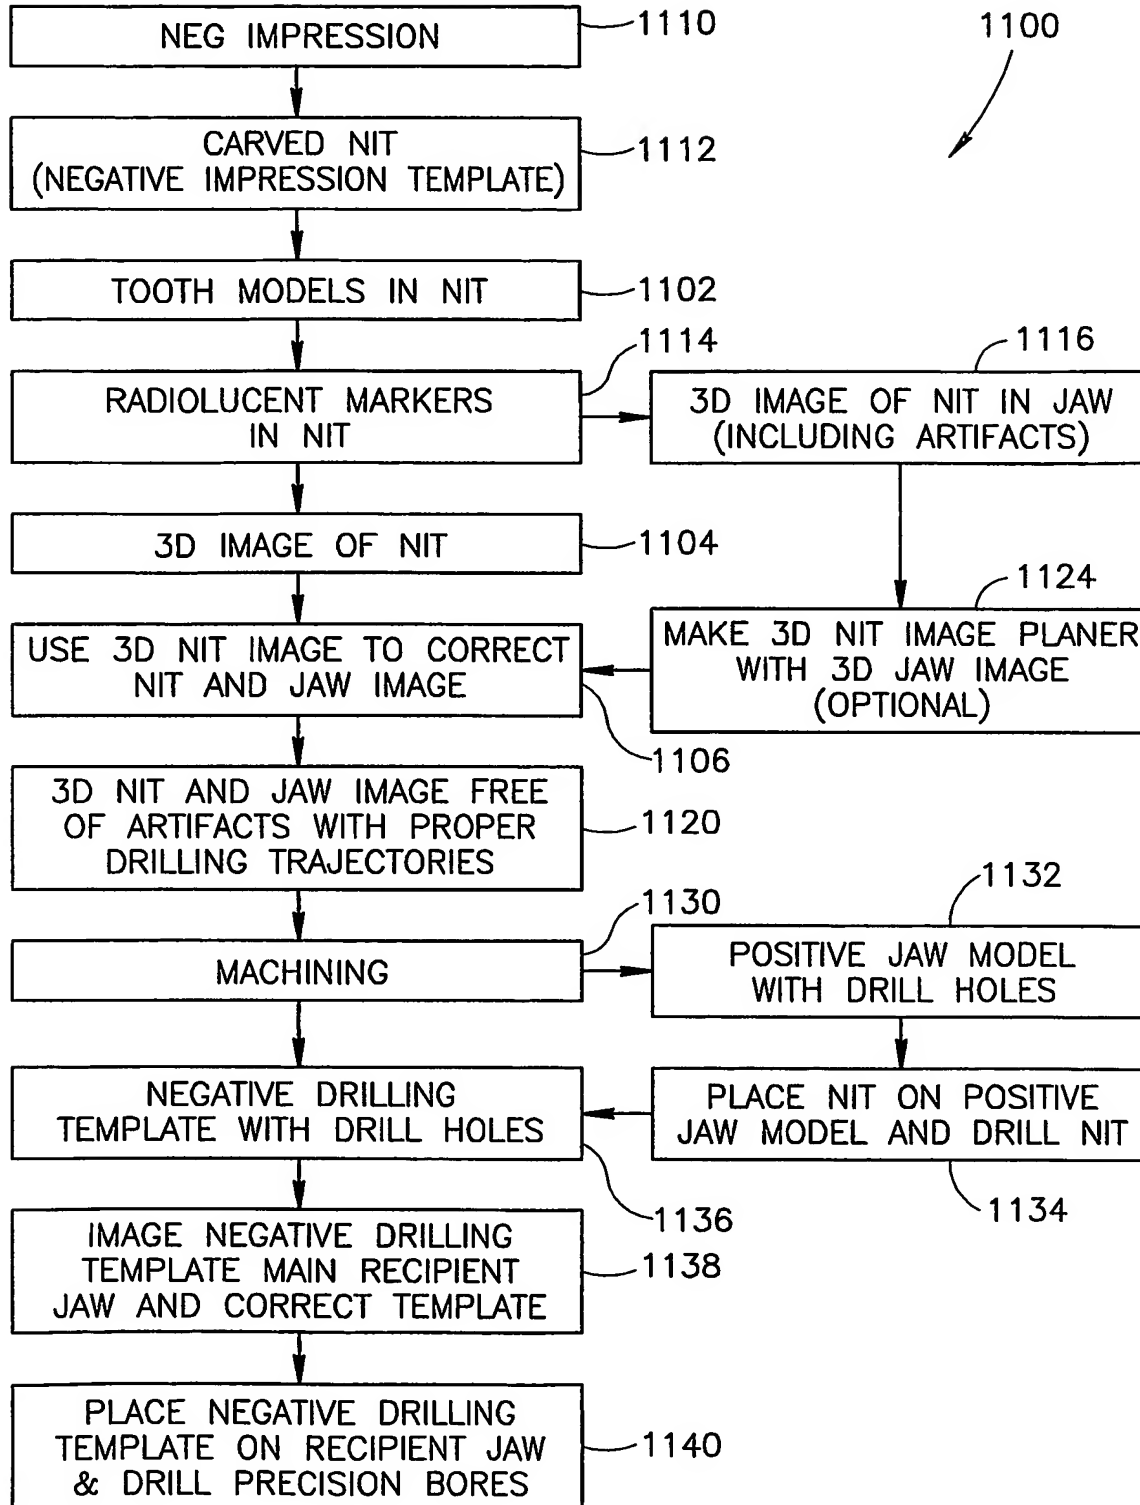 NEG IMPRESSION
1110
1100
CARVED NIT
(NEGATIVE IMPRESSION TEMPLATE)
1112
TOOTH MODELS IN NIT
1102
RADIOLUCENT MARKERS
IN NIT
1114
3D IMAGE OF NIT IN JAW
(INCLUDING ARTIFACTS)
1116
3D IMAGE OF NIT
1104
USE 3D NIT IMAGE TO CORRECT
NIT AND JAW IMAGE
1106
MAKE 3D NIT IMAGE PLANER
WITH 3D JAW IMAGE
(OPTIONAL)
1124
3D NIT AND JAW IMAGE FREE
OF ARTIFACTS WITH PROPER
DRILLING TRAJECTORIES
1120
MACHINING
1130
POSITIVE JAW MODEL
WITH DRILL HOLES
1132
NEGATIVE DRILLING
TEMPLATE WITH DRILL HOLES
1136
PLACE NIT ON POSITIVE
JAW MODEL AND DRILL NIT
1134
IMAGE NEGATIVE DRILLING
TEMPLATE MAIN RECIPIENT
JAW AND CORRECT TEMPLATE
1138
PLACE NEGATIVE DRILLING
TEMPLATE ON RECIPIENT JAW
& DRILL PRECISION BORES
1140